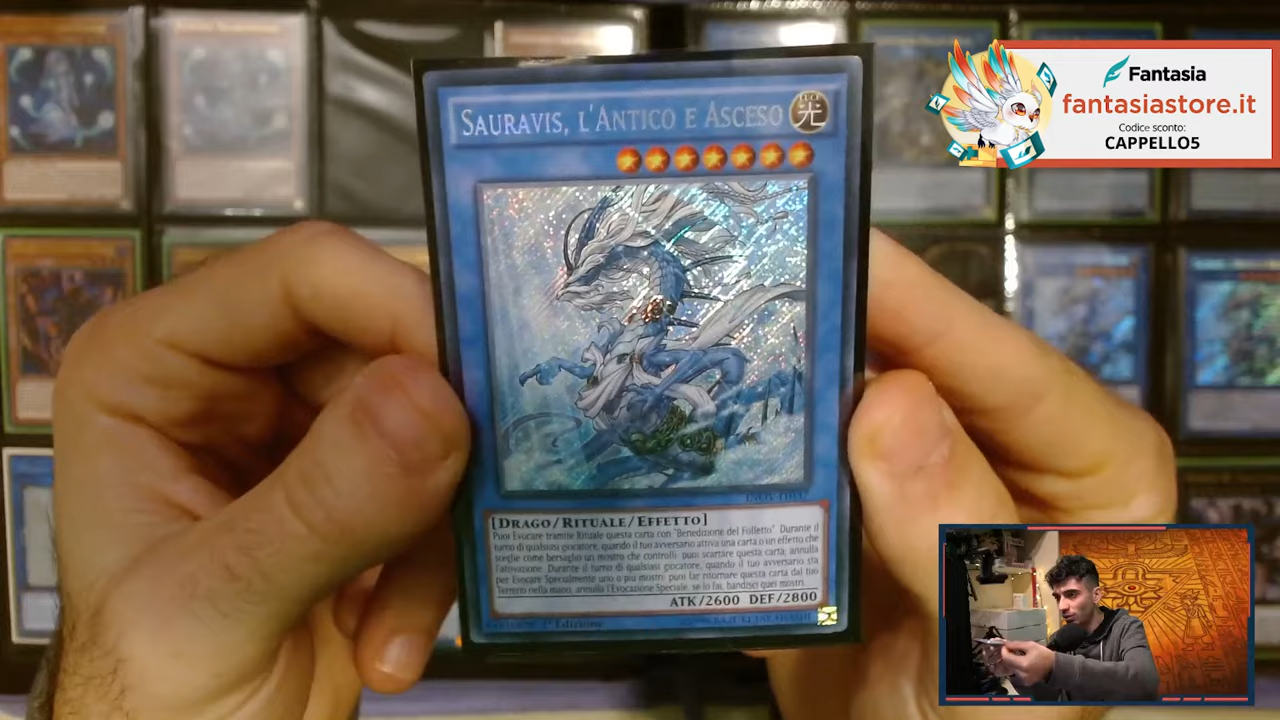 Fantasia
fantasiastore.it
Codice sconto:
CAPPELLO5
SAURAVIS, L'ANTICO E ASCESO
光
[DRAGO/RITUALE/EFFETTO]
Puoi Evocare tramite Rituale questa carta con "Benedizione del Folletto". Durante il
turno di qualsiasi giocatore, quando il tuo avversario attiva una carta o un effetto che
sceglie come bersaglio un mostro che controlli: puoi scartare questa carta; annulla
l'attivazione. Durante il turno di qualsiasi giocatore, quando il tuo avversario sta
per Evocare Specialmente uno o più mostri: puoi far ritornare questa carta dal tuo
Terreno nella mano; annulla l'Evocazione Speciale, se lo fai, bandisci quei mostri.
ATK/2600 DEF/2800
1ª Edizione